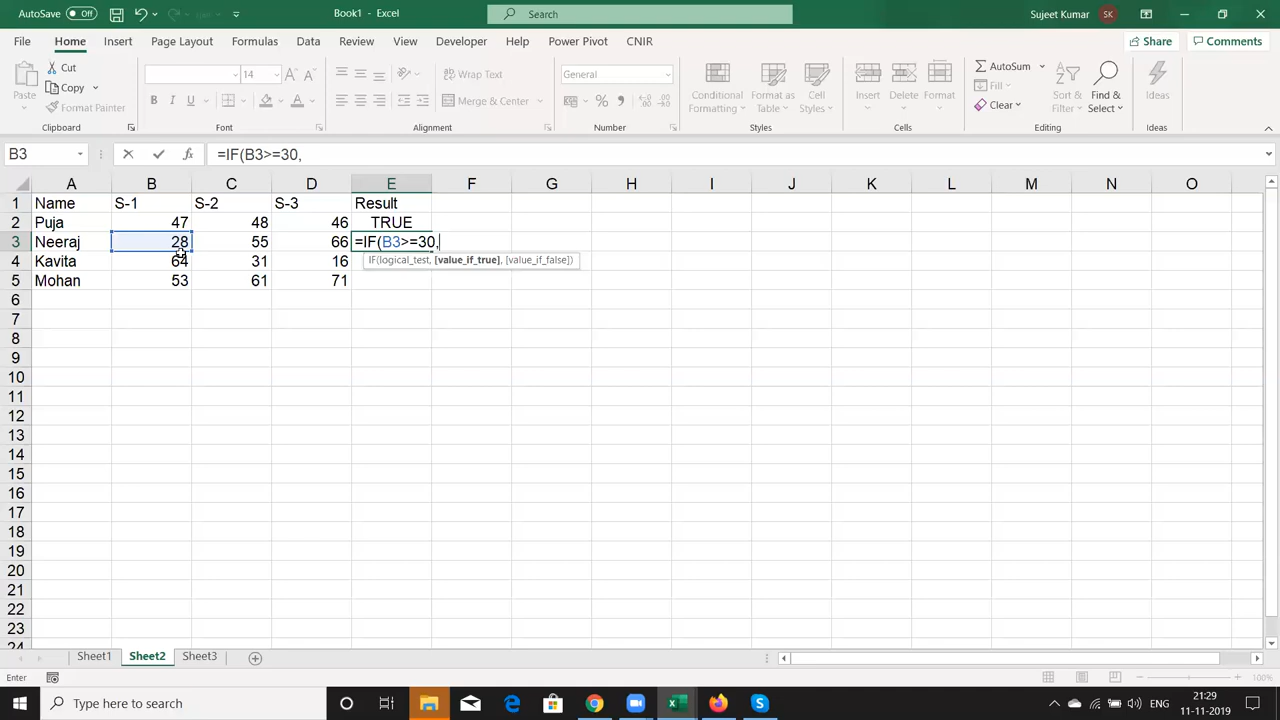 AutoSave Off Book1 - Excel Search Sujeet Kumar SK
File Home Insert Page Layout Formulas Data Review View Developer Help Power Pivot CNIR Share Comments
Cut
Copy
Format Painter
Paste
14
Wrap Text
Merge & Center
General
Conditional Formatting
Format as Table
Cell Styles
Insert
Delete
Format
AutoSum
Fill
Clear
Sort & Filter
Find & Select
Ideas
Clipboard Font Alignment Number Styles Cells Editing Ideas
B3 fx =IF(B3>=30,
A B C D E F G H I J K L M N O
1 Name S-1 S-2 S-3 Result
2 Puja 47 48 46 TRUE
3 Neeraj 28 55 66 =IF(B3>=30,
IF(logical_test, [value_if_true], [value_if_false])
4 Kavita 64 31 16
5 Mohan 53 61 71
6
7
8
9
10
11
12
13
14
15
16
17
18
19
20
21
22
23
24
Sheet1 Sheet2 Sheet3
Enter 100%
Type here to search
ENG
21:29
11-11-2019